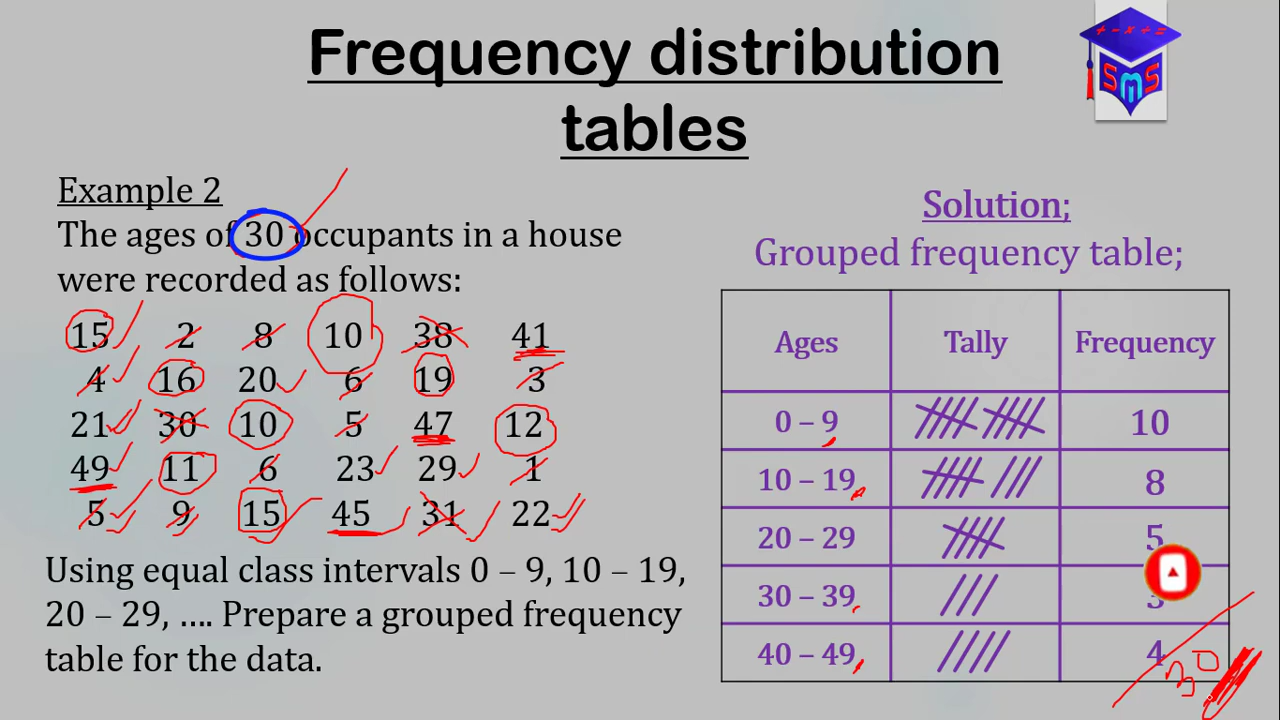 Frequency distribution
tables
SMS
+ - × + =
Example 2
The ages of 30 occupants in a house
were recorded as follows:
15 2 8 10 38 41
4 16 20 6 19 3
21 30 10 5 47 12
49 11 6 23 29 1
5 9 15 45 31 22
Using equal class intervals 0 – 9, 10 – 19,
20 – 29, …. Prepare a grouped frequency
table for the data.
Solution;
Grouped frequency table;
Ages Tally Frequency
0 – 9 10
10 – 19 8
20 – 29 5
30 – 39 3
40 – 49 4
30